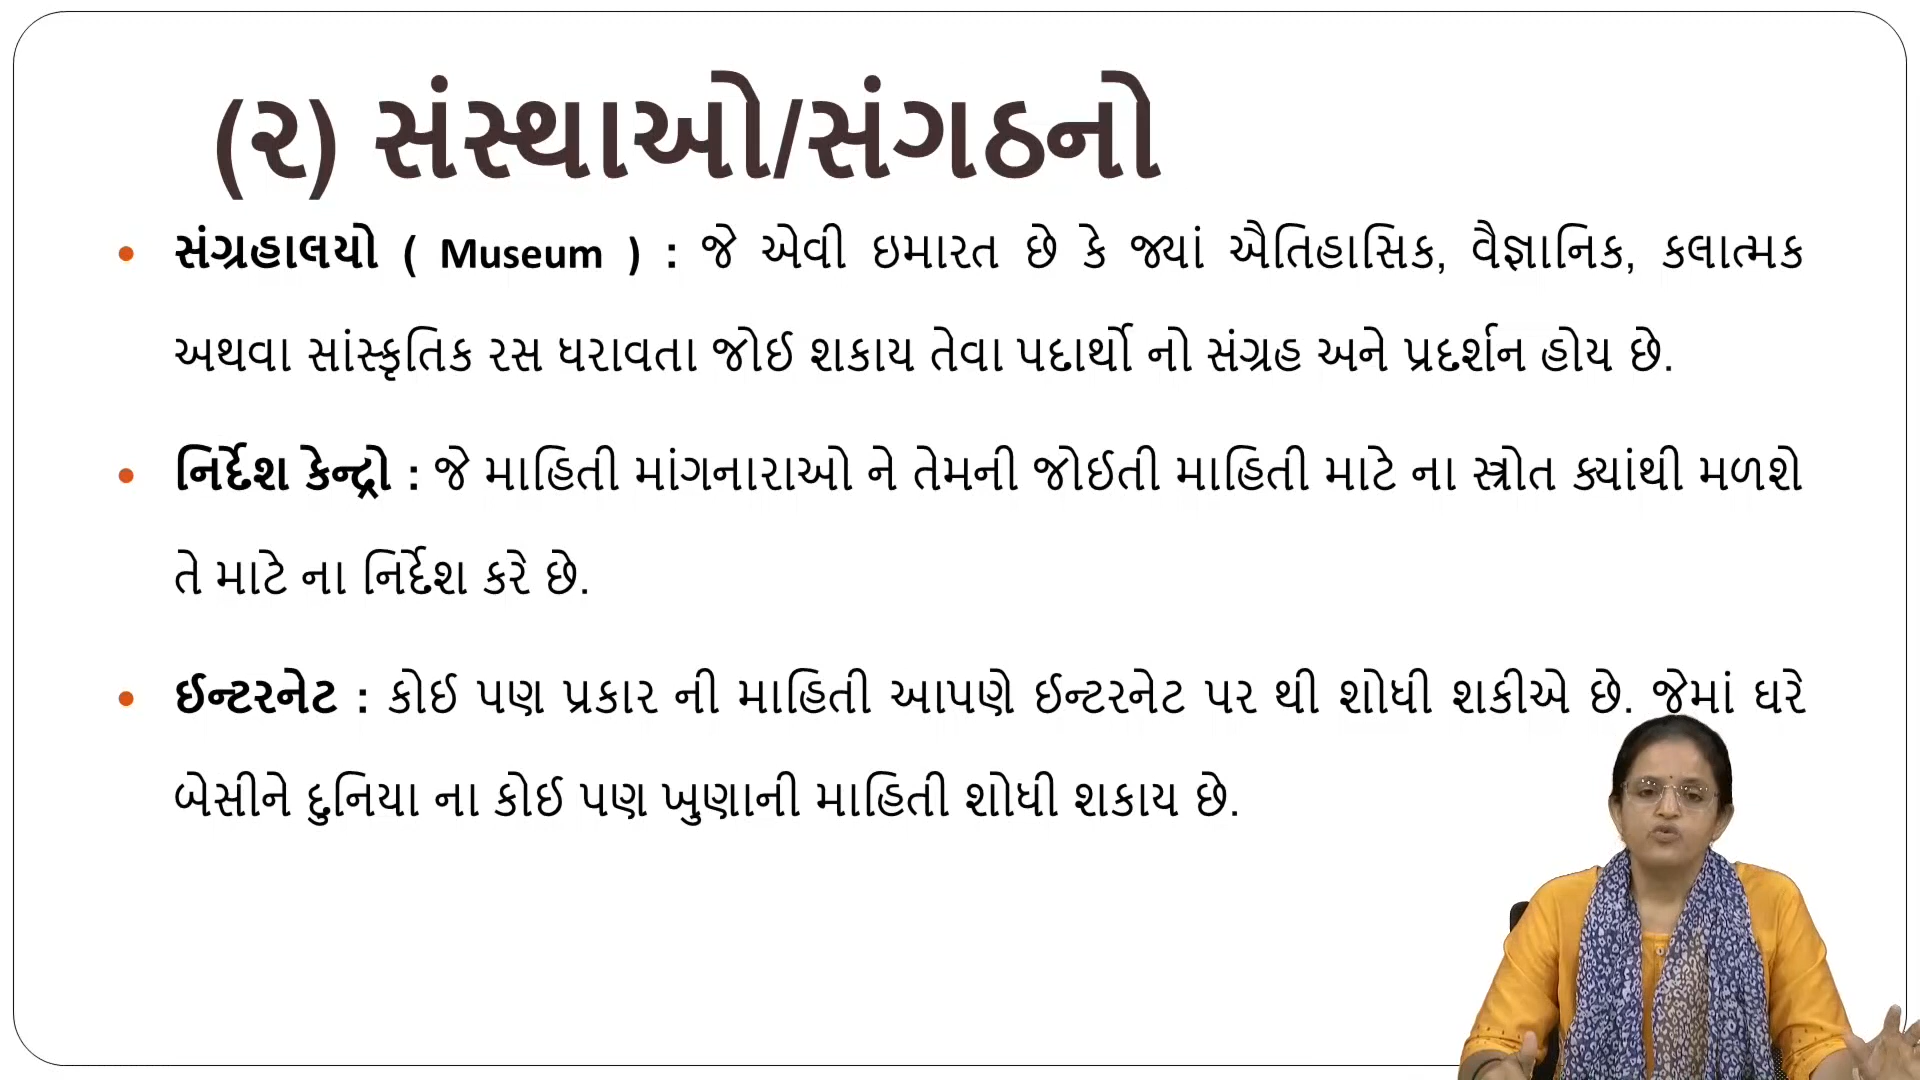 (૨) સંસ્થાઓ/સંગઠનો
• સંગ્રહાલયો ( Museum ) : જે એવી ઇમારત છે કે જ્યાં ઐતિહાસિક, વૈજ્ઞાનિક, કલાત્મક
અથવા સાંસ્કૃતિક રસ ધરાવતા જોઈ શકાય તેવા પદાર્થો નો સંગ્રહ અને પ્રદર્શન હોય છે.
• નિર્દેશ કેન્દ્રો : જે માહિતી માંગનારાઓ ને તેમની જોઈતી માહિતી માટે ના સ્ત્રોત ક્યાંથી મળશે
તે માટે ના નિર્દેશ કરે છે.
• ઈન્ટરનેટ : કોઈ પણ પ્રકાર ની માહિતી આપણે ઈન્ટરનેટ પર થી શોધી શકીએ છે. જેમાં ઘરે
બેસીને દુનિયા ના કોઈ પણ ખુણાની માહિતી શોધી શકાય છે.